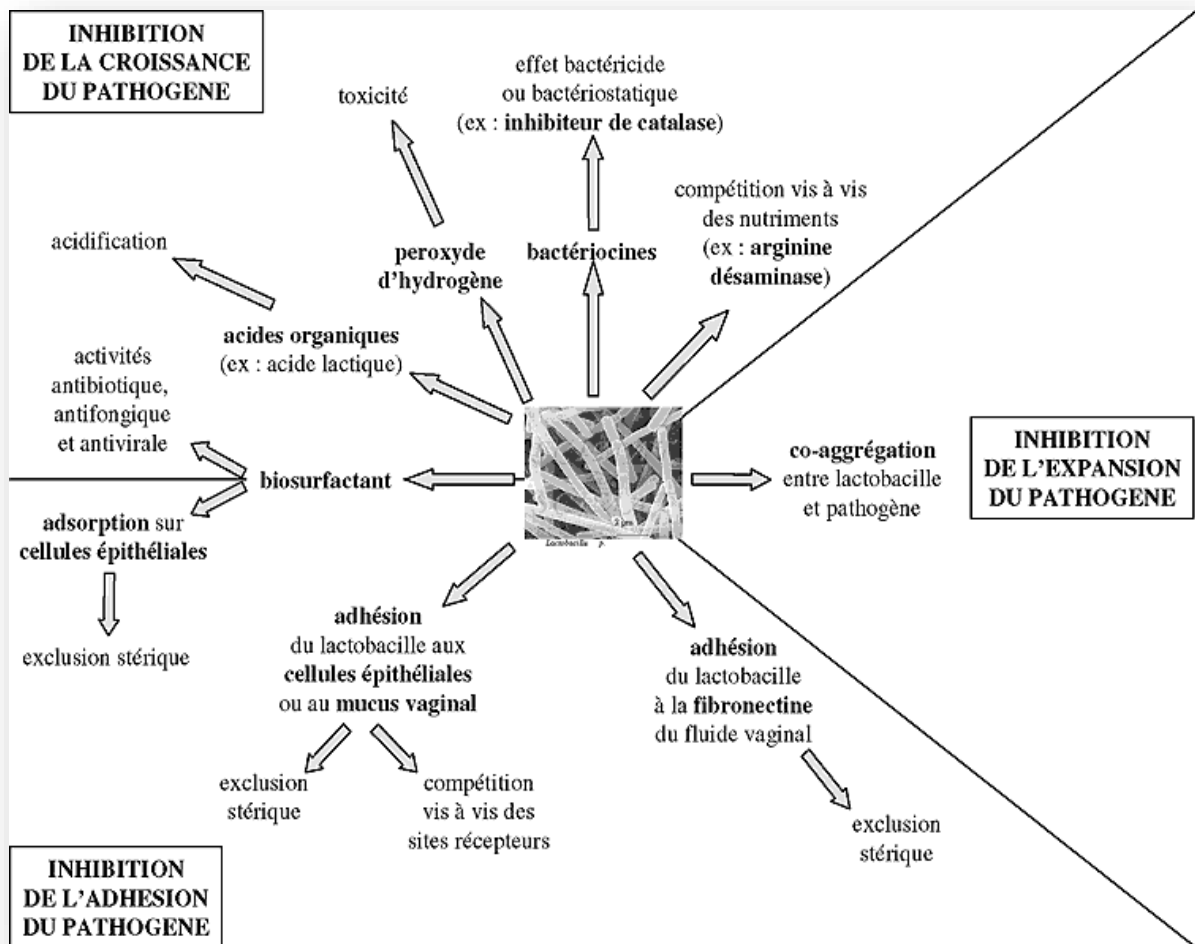 INHIBITION
DE LA CROISSANCE
DU PATHOGENE
toxicité
effet bactéricide
ou bactériostatique
(ex : inhibiteur de catalase)
compétition vis à vis
des nutriments
(ex : arginine
désaminase)
acidification
peroxyde
d'hydrogène
bactériocines
acides organiques
(ex : acide lactique)
activités
antibiotique,
antifongique
et antivirale
biosurfactant
co-aggrégation
entre lactobacille
et pathogène
INHIBITION
DE L'EXPANSION
DU PATHOGENE
adsorption sur
cellules épithéliales
exclusion stérique
adhésion
du lactobacille aux
cellules épithéliales
ou au mucus vaginal
adhésion
du lactobacille
à la fibronectine
du fluide vaginal
exclusion
stérique
compétition
vis à vis des
sites récepteurs
exclusion
stérique
INHIBITION
DE L'ADHESION
DU PATHOGENE